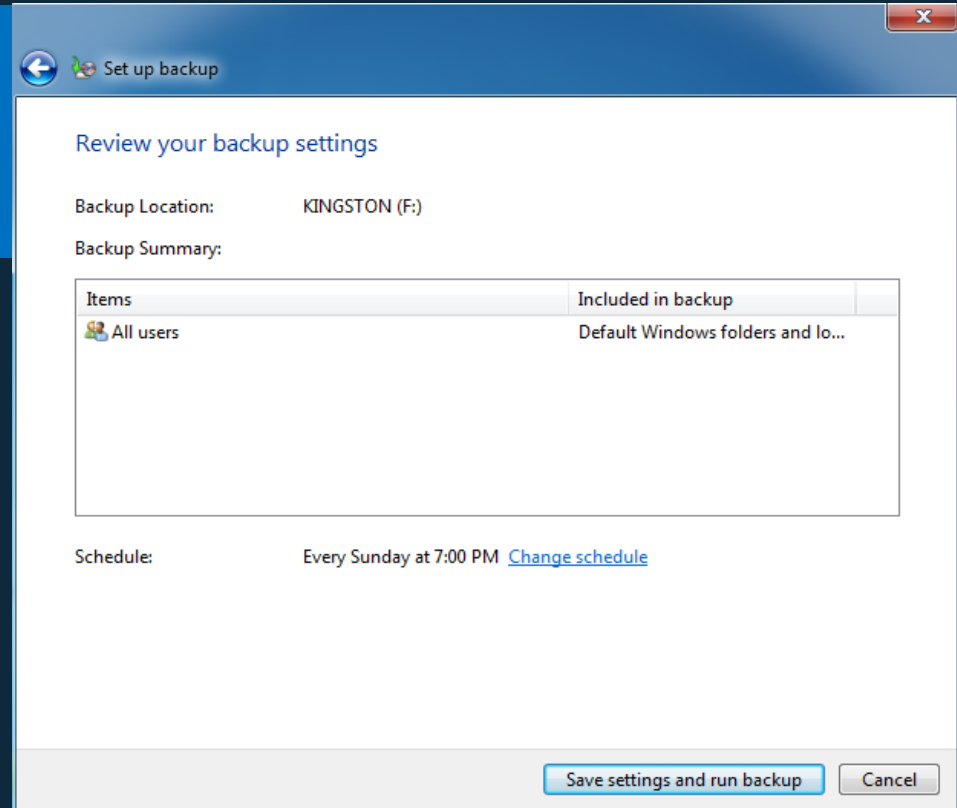 Set up backup
Review your backup settings
Backup Location: KINGSTON (F:)
Backup Summary:
Items Included in backup
All users Default Windows folders and lo...
Schedule: Every Sunday at 7:00 PM Change schedule
Save settings and run backup Cancel